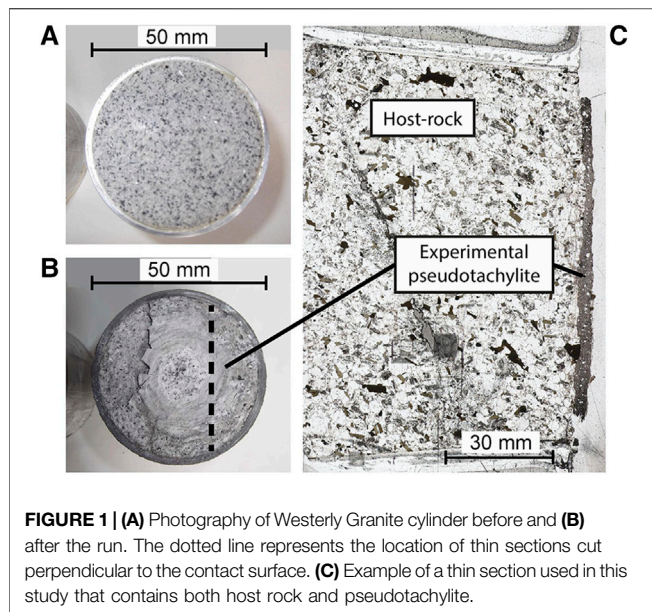 A
50 mm
C
Host-rock
Experimental
pseudotachylite
B
50 mm
30 mm
FIGURE 1 | (A) Photography of Westerly Granite cylinder before and (B)
after the run. The dotted line represents the location of thin sections cut
perpendicular to the contact surface. (C) Example of a thin section used in this
study that contains both host rock and pseudotachylite.